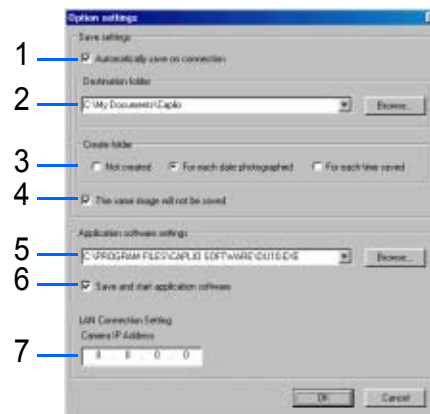 Option settings
Save settings
1
Automatically save on connection
Destination folder
2
C:\My Documents\Caplio
Browse...
Create folder
3
Not created
For each date photographed
For each time saved
4
The same image will not be saved
Application software settings
5
C:\PROGRAM FILES\CAPLIO SOFTWARE\DU10.EXE
Browse...
6
Save and start application software
LAN Connection Setting
Camera IP Address
7
0 . 0 . 0 . 0
OK
Cancel